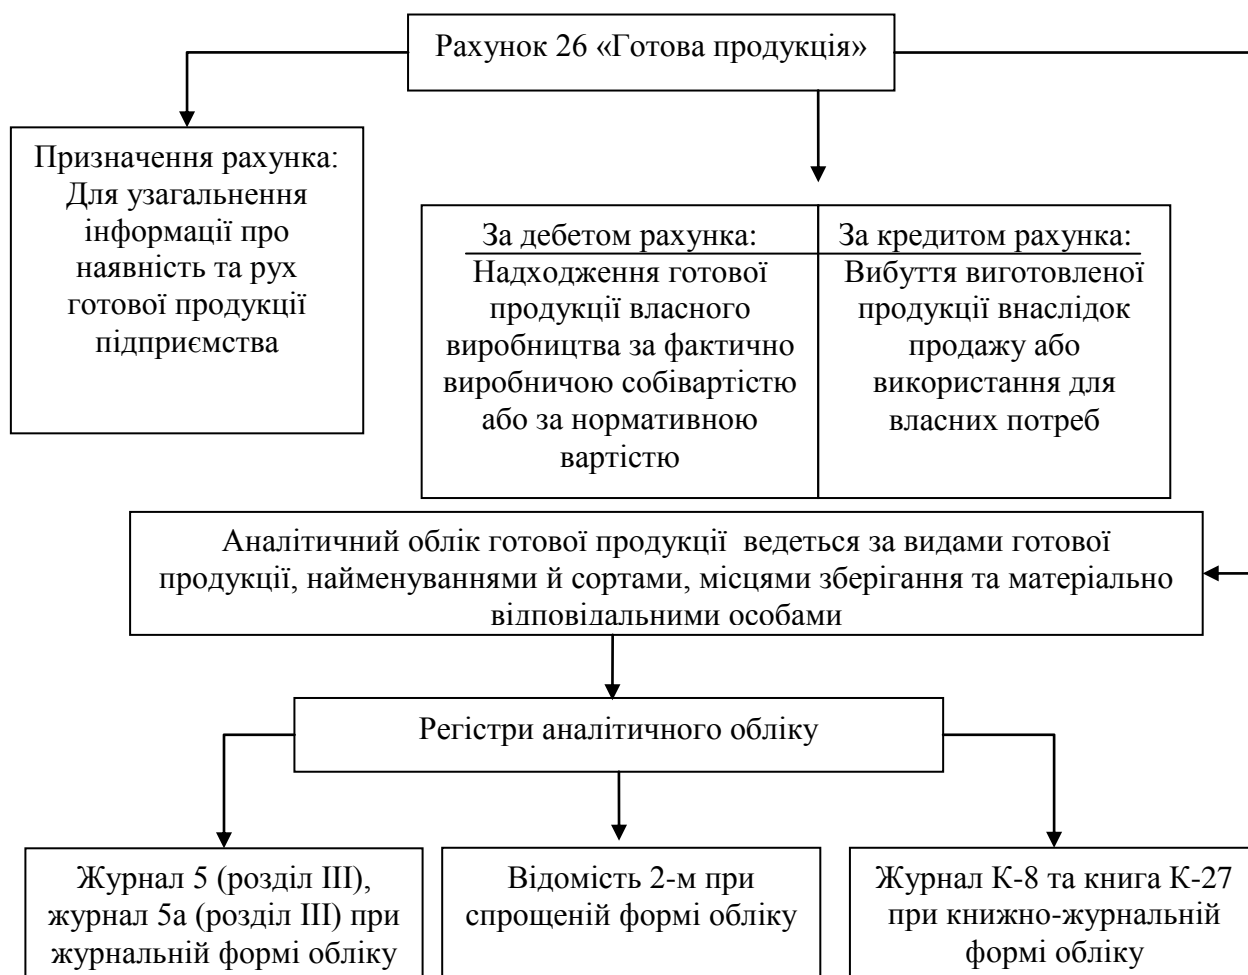 Рахунок 26 «Готова продукція»
Призначення рахунка:
Для узагальнення
інформації про
наявність та рух
готової продукції
підприємства
За дебетом рахунка:
Надходження готової
продукції власного
виробництва за фактично
виробничою собівартістю
або за нормативною
вартістю
За кредитом рахунка:
Вибуття виготовленої
продукції внаслідок
продажу або
використання для
власних потреб
Аналітичний облік готової продукції ведеться за видами готової
продукції, найменуваннями й сортами, місцями зберігання та матеріально
відповідальними особами
Регістри аналітичного обліку
Журнал 5 (розділ III),
журнал 5а (розділ III) при
журнальній формі обліку
Відомість 2-м при
спрощеній формі обліку
Журнал К-8 та книга К-27
при книжно-журнальній
формі обліку